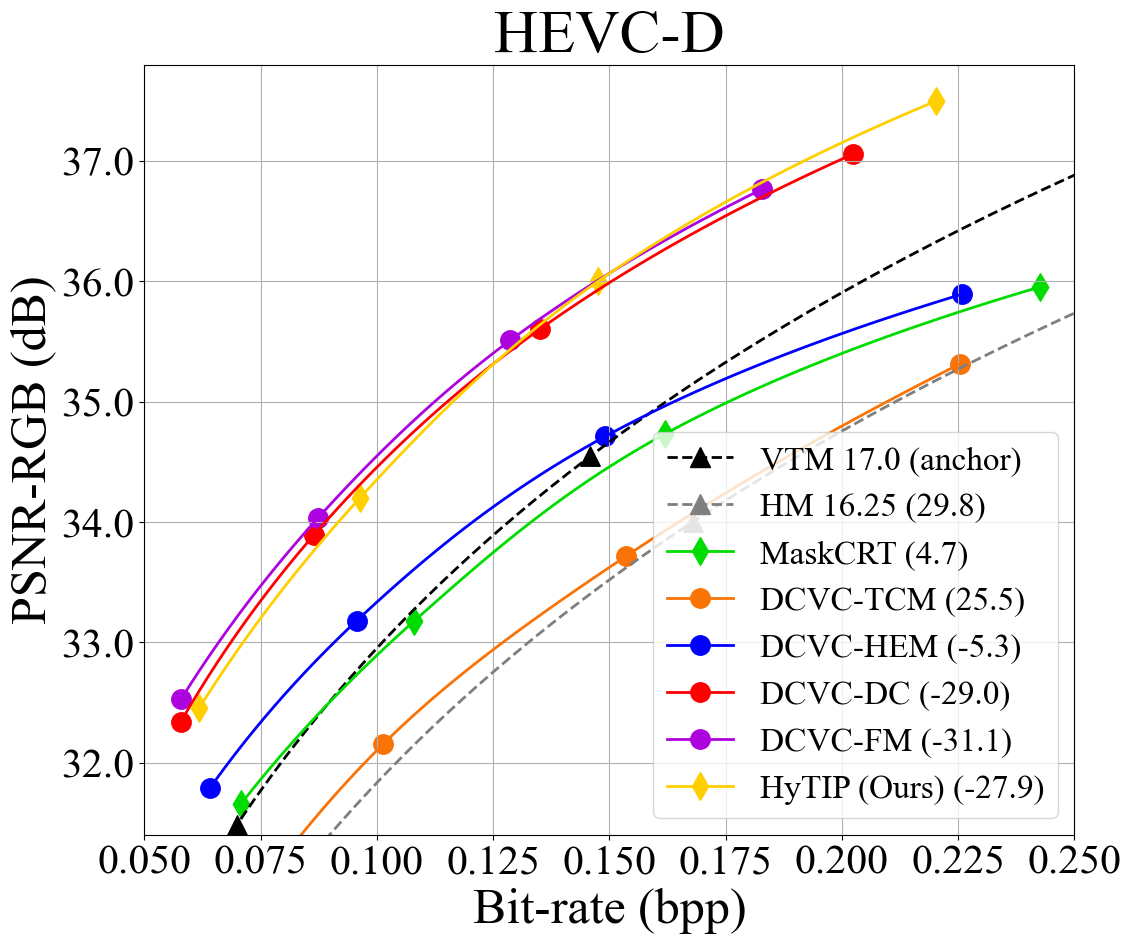 HEVC-D
PSNR-RGB (dB)
37.0
36.0
35.0
34.0
33.0
32.0
VTM 17.0 (anchor)
HM 16.25 (29.8)
MaskCRT (4.7)
DCVC-TCM (25.5)
DCVC-HEM (-5.3)
DCVC-DC (-29.0)
DCVC-FM (-31.1)
HyTIP (Ours) (-27.9)
0.050 0.075 0.100 0.125 0.150 0.175 0.200 0.225 0.250
Bit-rate (bpp)